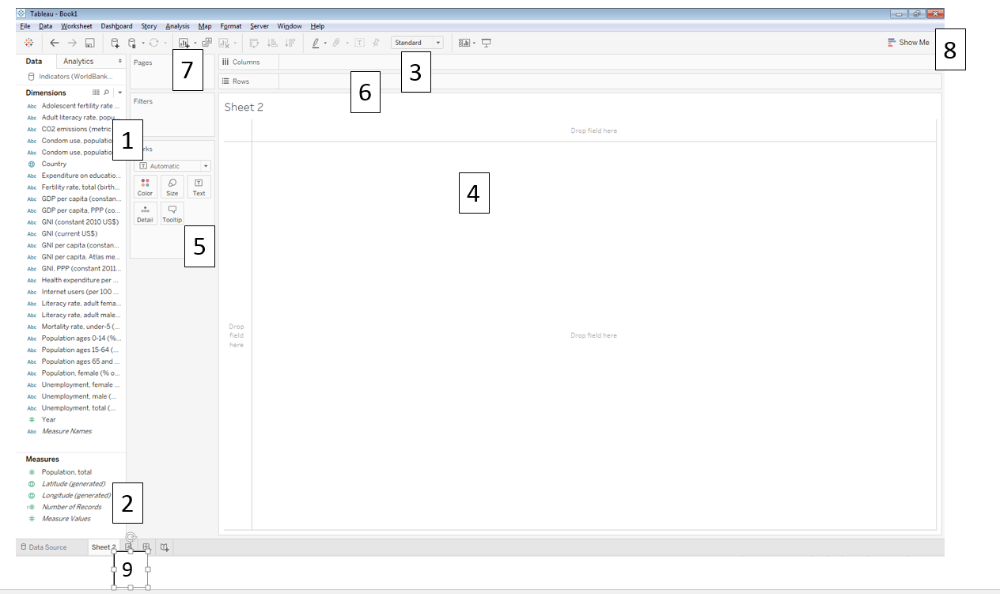 Tableau - Book1
File Data Worksheet Dashboard Story Analysis Map Format Server Window Help
Standard
Show Me
8
Data Analytics
Pages
7
Columns
3
Indicators (WorldBank...
Rows
6
Dimensions
Filters
Sheet 2
Abc Adolescent fertility rate ...
Abc Adult literacy rate, popu...
Abc CO2 emissions (metric
1
Drop field here
Abc Condom use, populatio
Abc Condom use, populatio
rks
Country
Automatic
Abc Expenditure on educatio...
Abc Fertility rate, total (birth...
Color Size Text
4
Abc GDP per capita (constan...
Abc GDP per capita, PPP (co...
Detail Tooltip
Abc GNI (constant 2010 US$)
Abc GNI (current US$)
5
Abc GNI per capita (constan...
Abc GNI per capita, Atlas me...
Abc GNI, PPP (constant 2011...
Abc Health expenditure per ...
Abc Internet users (per 100 ...
Abc Literacy rate, adult fema...
Abc Literacy rate, adult male...
Abc Mortality rate, under-5 (...
Abc Population ages 0-14 (%...
Abc Population ages 15-64 (...
Abc Population ages 65 and ...
Abc Population, female (% o...
Abc Unemployment, female ...
Abc Unemployment, male (...
Abc Unemployment, total (...
# Year
Abc Measure Names
Drop
field
here
Drop field here
Measures
# Population, total
Latitude (generated)
Longitude (generated)
2
=# Number of Records
# Measure Values
Data Source Sheet 2
9